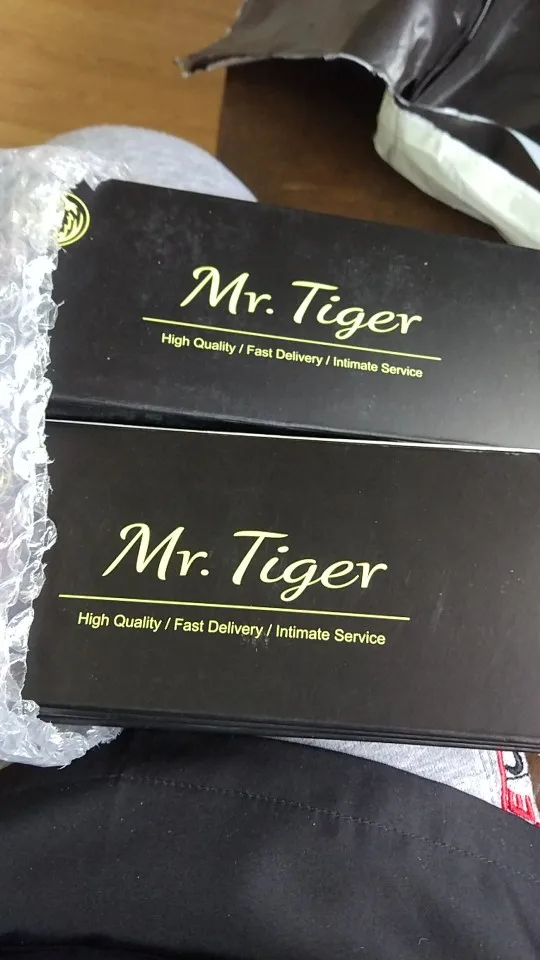 Mr. Tiger
High Quality / Fast Delivery / Intimate Service
Mr. Tiger
High Quality / Fast Delivery / Intimate Service